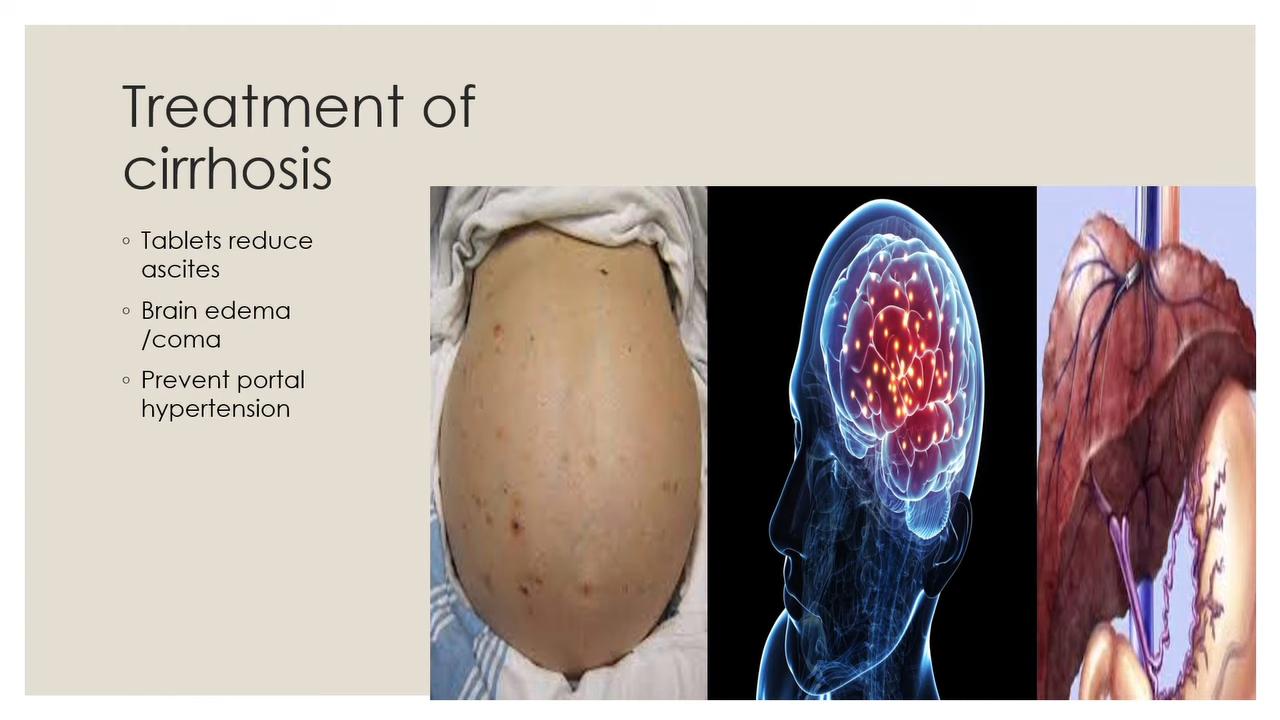 Treatment of
cirrhosis
◦ Tablets reduce
ascites
◦ Brain edema
/coma
◦ Prevent portal
hypertension